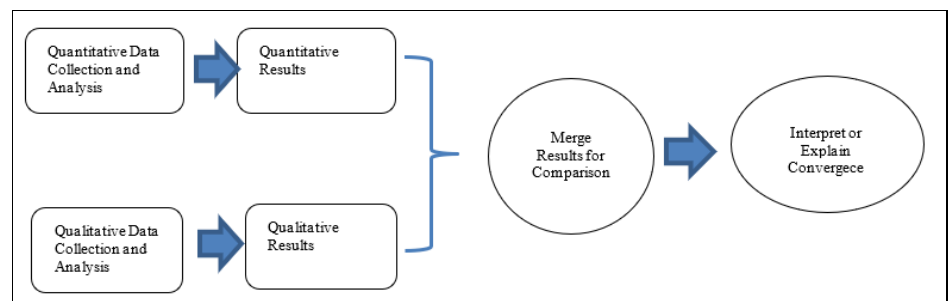 Quantitative Data
Collection and
Analysis
Quantitative
Results
Qualitative Data
Collection and
Analysis
Qualitative
Results
Merge
Results for
Comparison
Interpret or
Explain
Convergece